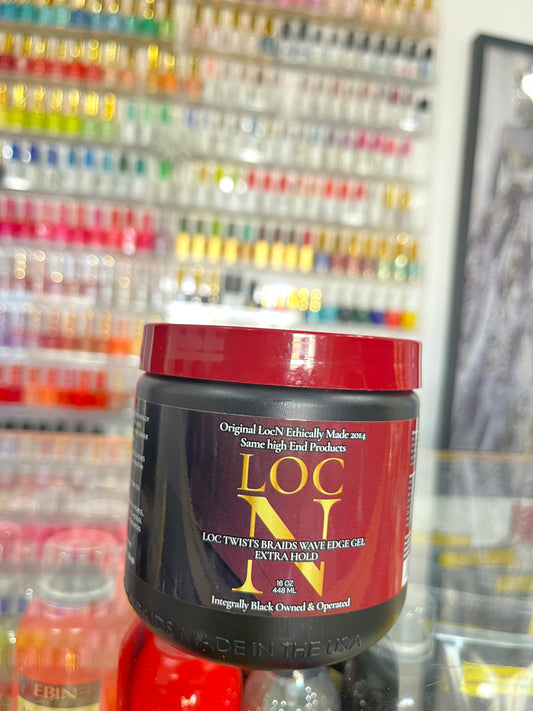 Original LocN Ethically Made 2014
Same high End Products
LOC
N
LOC TWISTS BRAIDS WAVE EDGE GEL
EXTRA HOLD
16 OZ
448 ML
Integrally Black Owned & Operated
MADE IN THE USA
EBIN